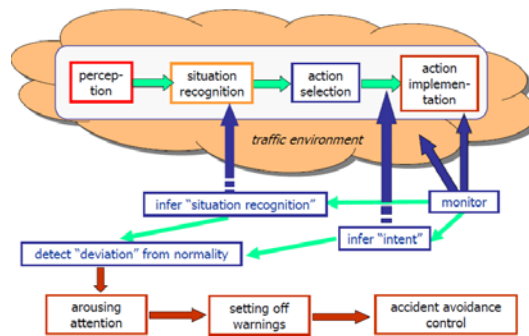 percep-
tion
situation
recognition
action
selection
action
implemen-
tation
traffic environment
infer “situation recognition”
monitor
infer “intent”
detect “deviation” from normality
arousing
attention
setting off
warnings
accident avoidance
control